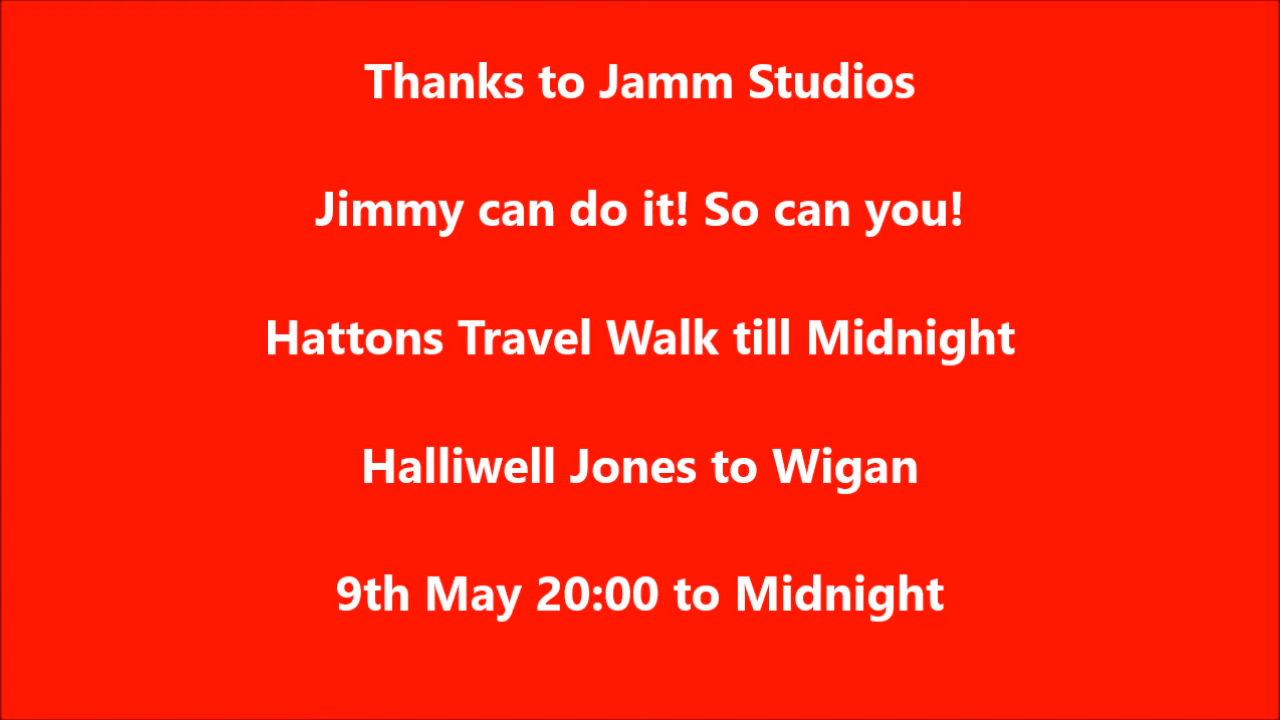 Thanks to Jamm Studios
Jimmy can do it! So can you!
Hattons Travel Walk till Midnight
Halliwell Jones to Wigan
9th May 20:00 to Midnight